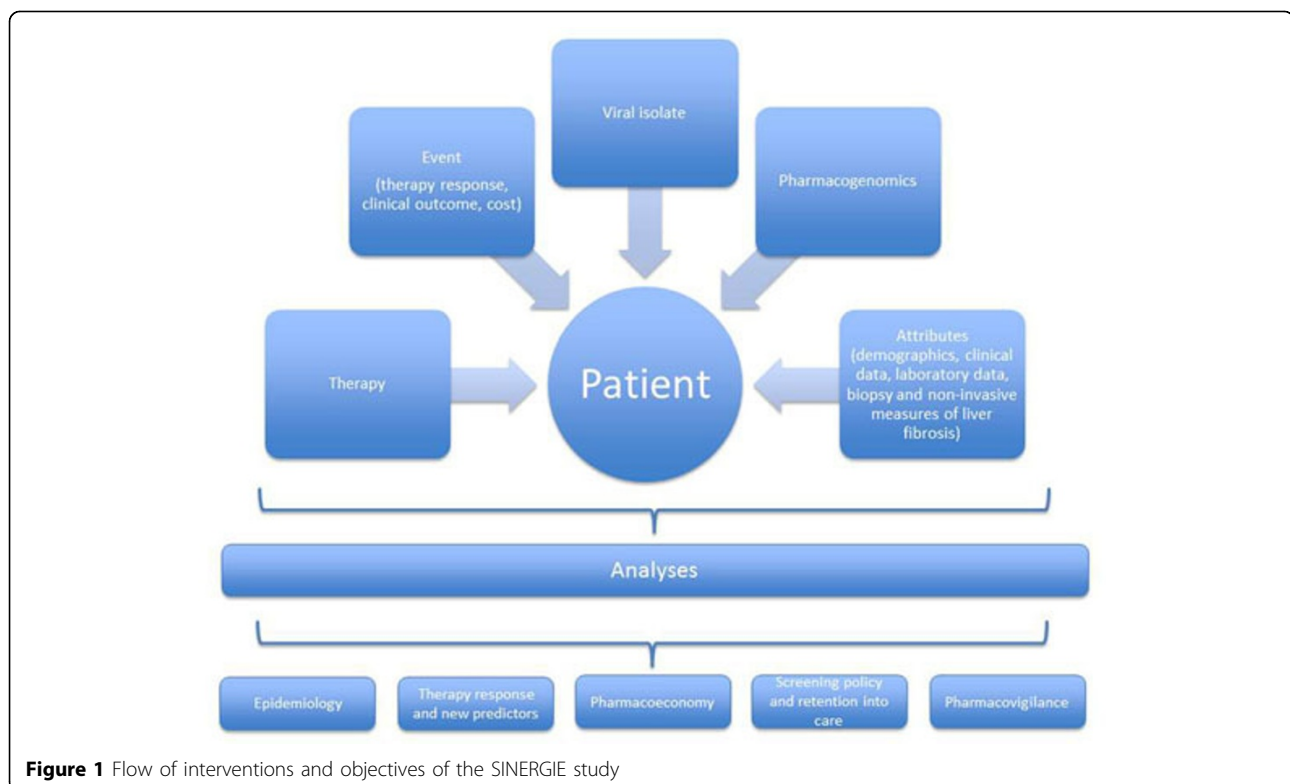 Viral isolate
Event
(therapy response,
clinical outcome, cost)
Pharmacogenomics
Therapy
Patient
Attributes
(demographics, clinical
data, laboratory data,
biopsy and non-invasive
measures of liver
fibrosis)
Analyses
Epidemiology
Therapy response
and new predictors
Pharmacoeconomy
Screening policy
and retention into
care
Pharmacovigilance
Figure 1 Flow of interventions and objectives of the SINERGIE study